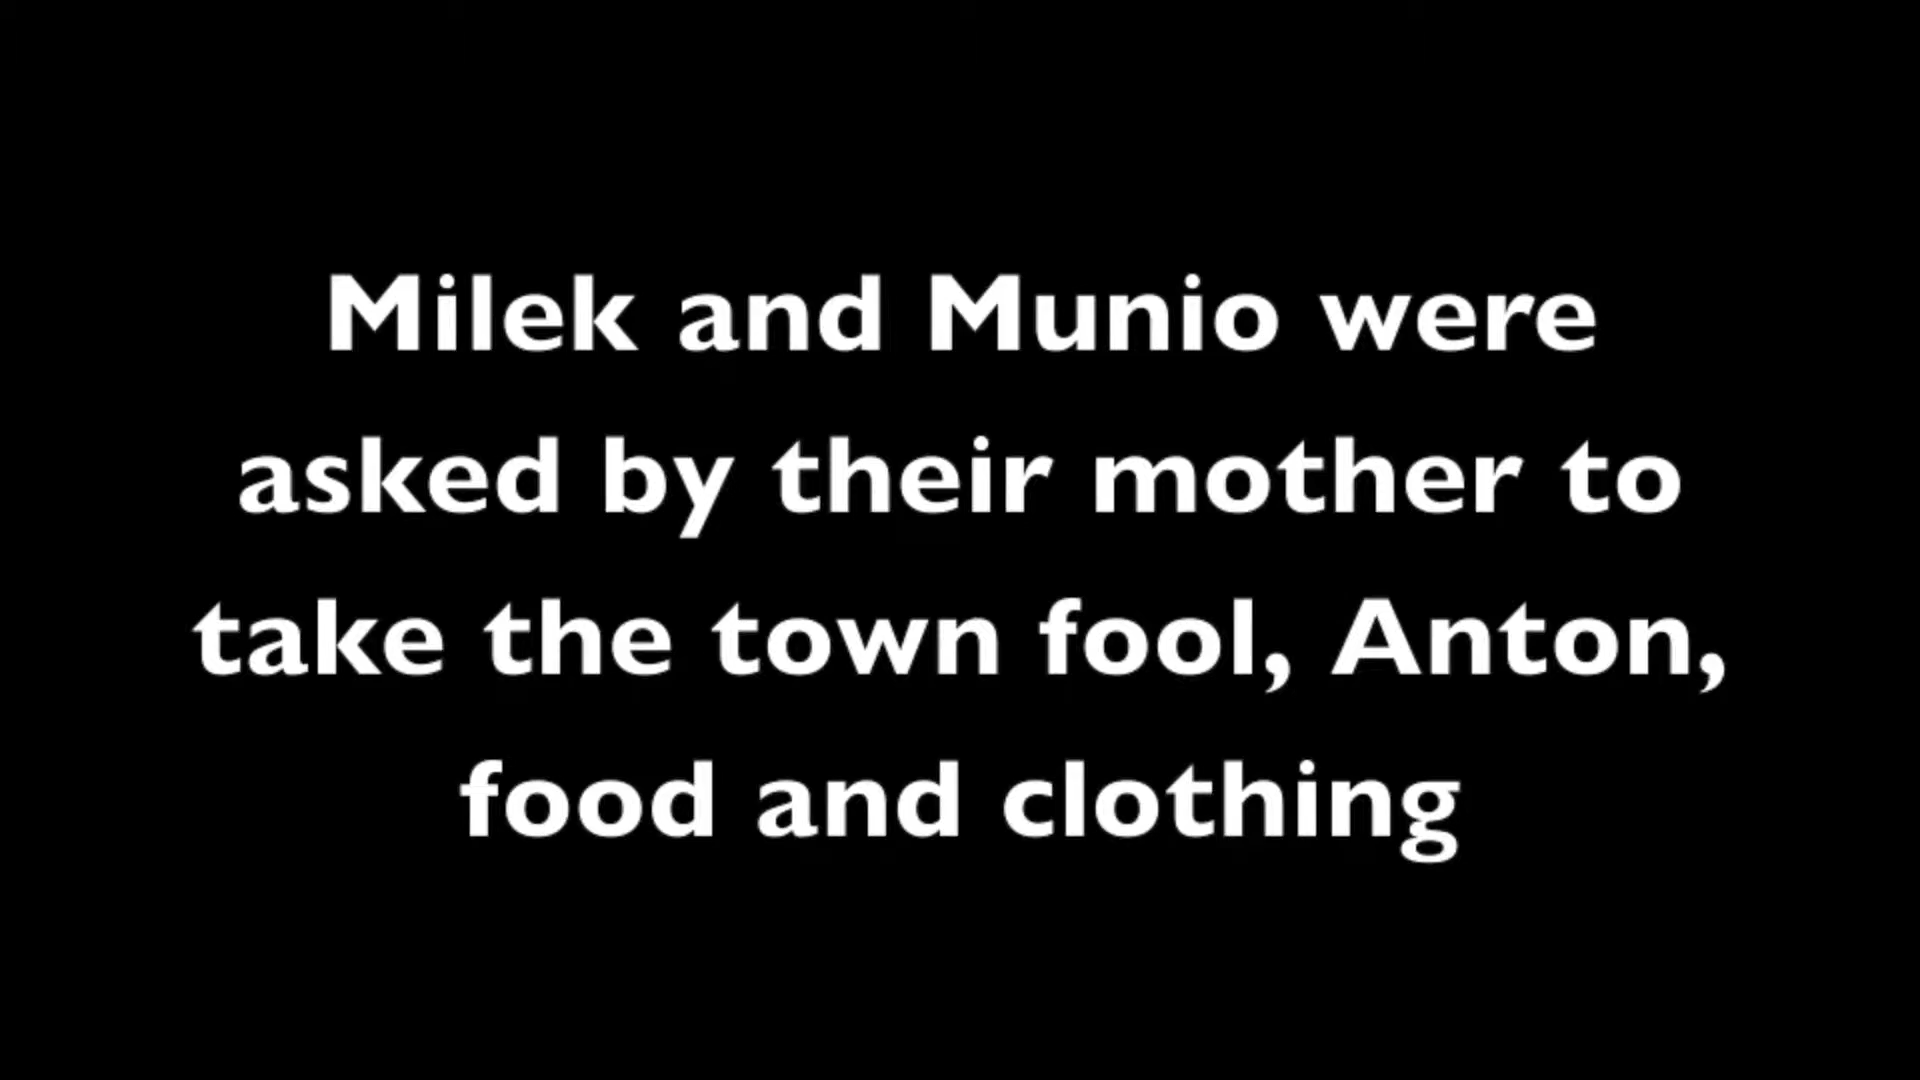 Milek and Munio were
asked by their mother to
take the town fool, Anton,
food and clothing